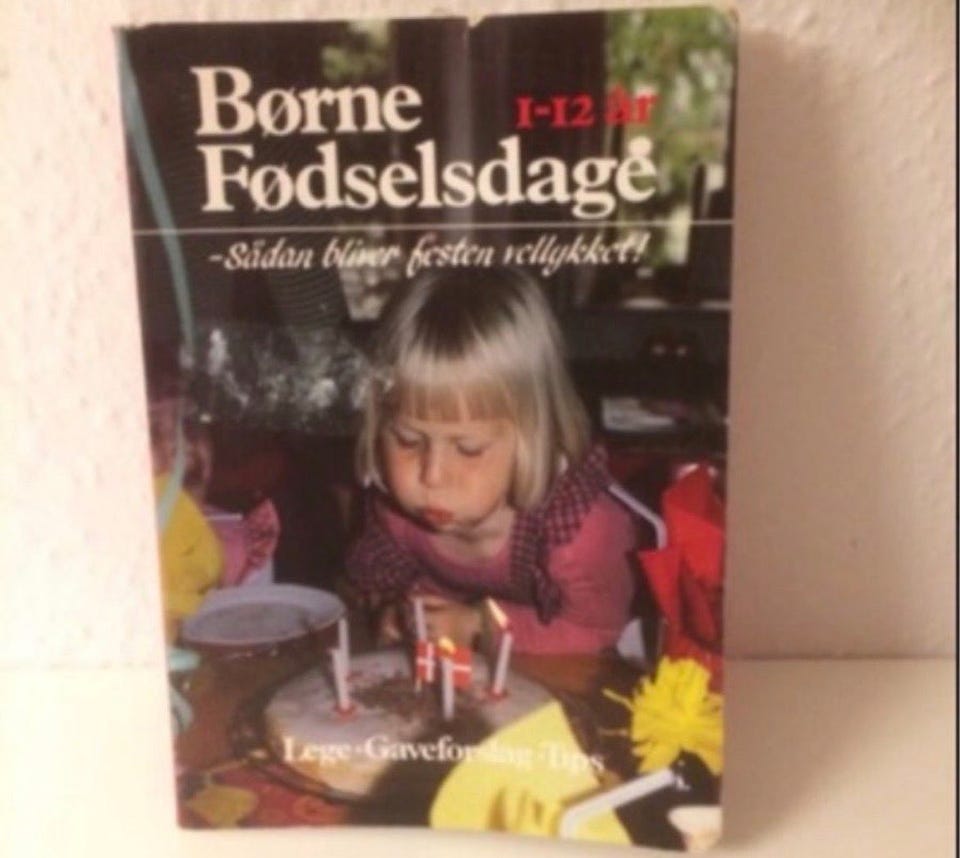 Børne
1-12 år
Fødselsdage
-Sådan bliver festen vellykket!
Lege·Gaveforslag·Tips